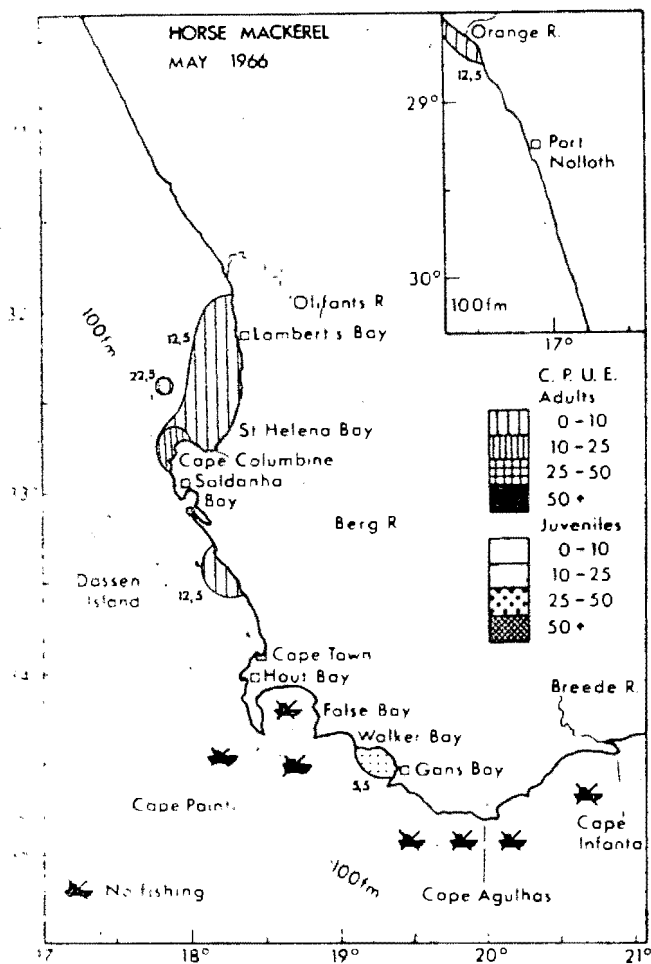 HORSE MACKEREL
MAY 1966
Orange R.
12,5
29°
Port
Nolloth
30°
100fm
17°
Olifants R
100fm
12,5
Lambert's Bay
22,5
St Helena Bay
Cape Columbine
Saldanha
Bay
Berg R
Dassen
Island
12,5
C. P. U. E.
Adults
0-10
10-25
25-50
50+
Juveniles
0-10
10-25
25-50
50+
Cape Town
Hout Bay
Breede R.
False Bay
Walker Bay
Gans Bay
5,5
Cape Point
Cape
Infanta
100fm
No fishing
Cape Agulhas
17
18°
19°
20°
21°